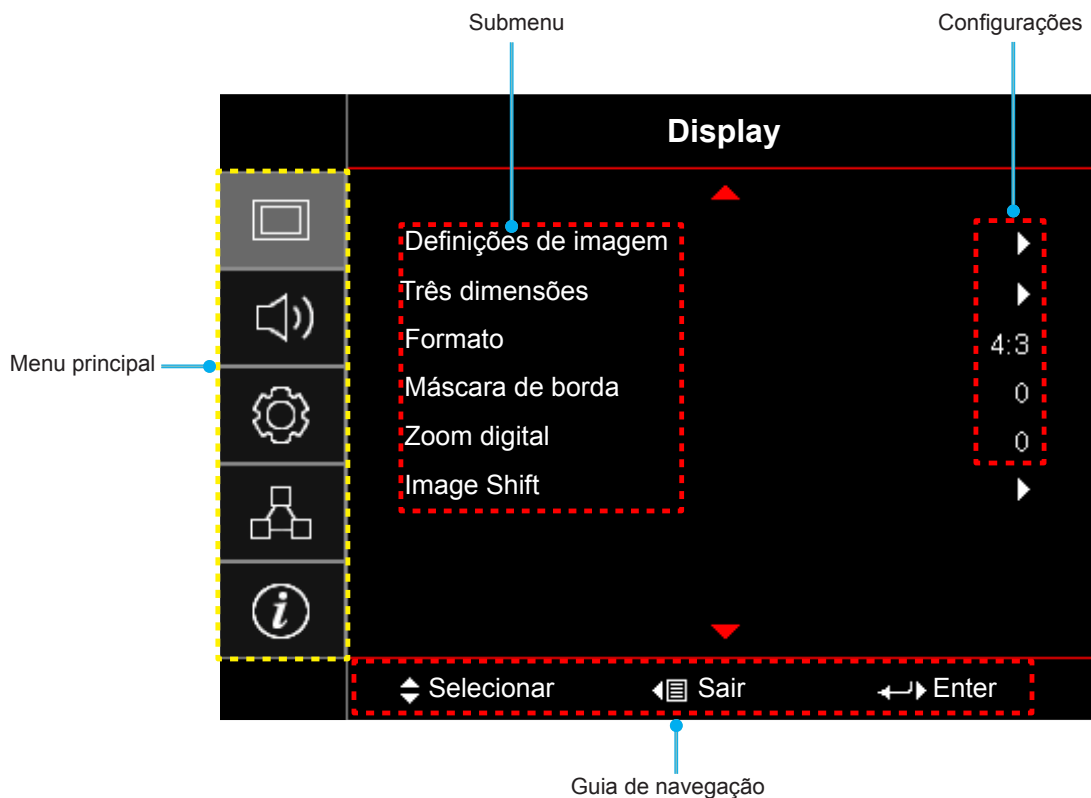 Submenu
Configurações
Display
Definições de imagem
Três dimensões
Formato
4:3
Menu principal
Máscara de borda
0
Zoom digital
0
Image Shift
Selecionar
Sair
Enter
Guia de navegação